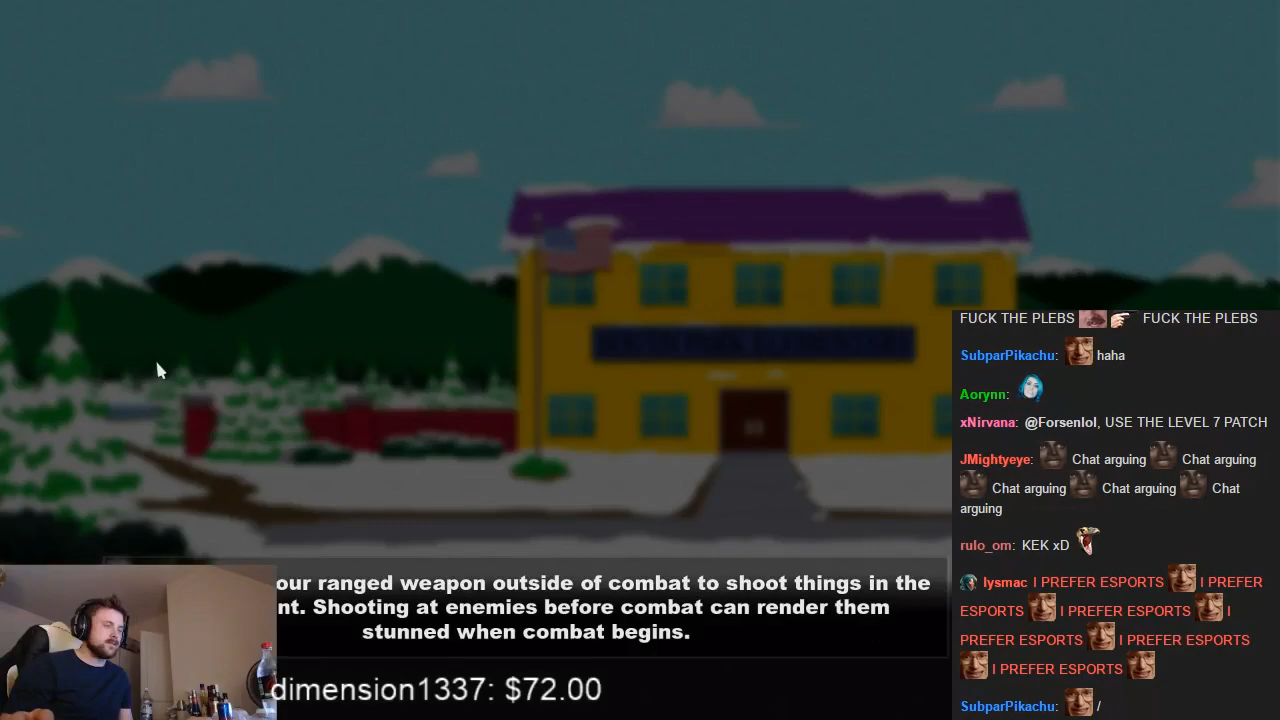 FUCK THE PLEBS FUCK THE PLEBS
SubparPikachu: haha
Aorynn:
xNirvana: @Forsenlol, USE THE LEVEL 7 PATCH
JMightyeye: Chat arguing Chat arguing
Chat arguing Chat arguing Chat
arguing
rulo_om: KEK xD
lysmac I PREFER ESPORTS I PREFER
ESPORTS I PREFER ESPORTS I
PREFER ESPORTS I PREFER ESPORTS
I PREFER ESPORTS
SubparPikachu: /
our ranged weapon outside of combat to shoot things in the
nt. Shooting at enemies before combat can render them
stunned when combat begins.
dimension1337: $72.00